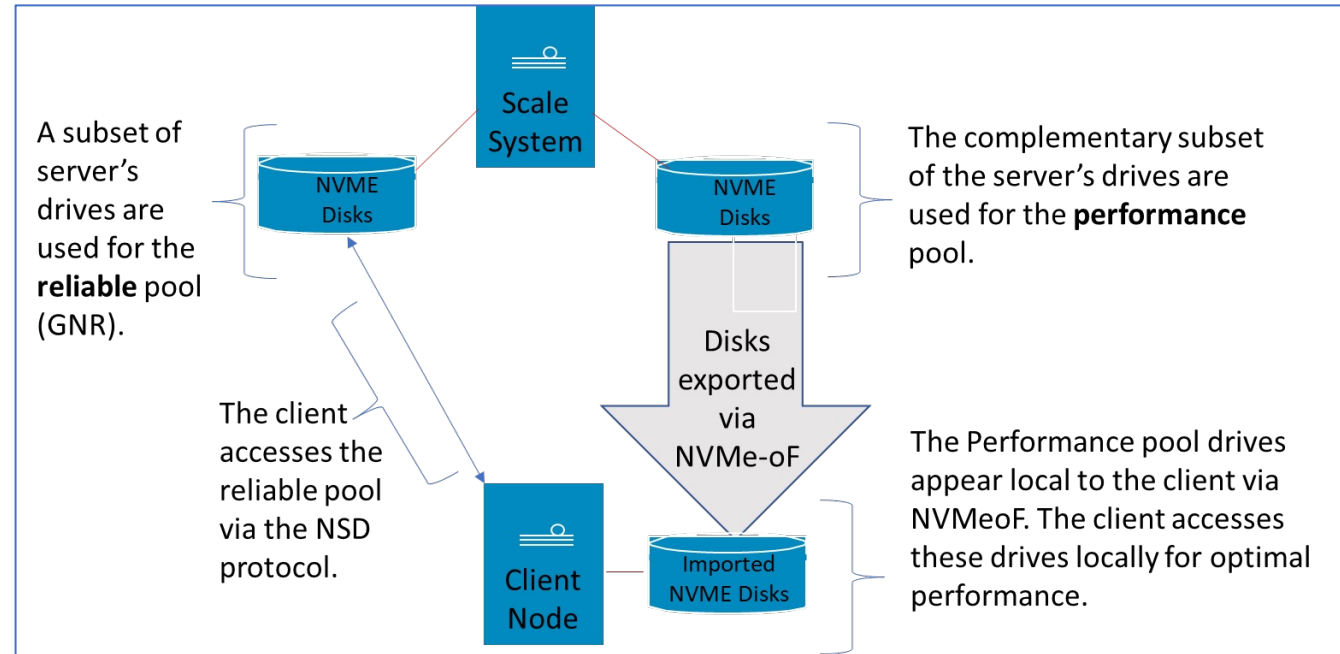 Scale
System
A subset of
server’s
drives are
used for the
reliable pool
(GNR).
NVME
Disks
NVME
Disks
The complementary subset
of the server’s drives are
used for the performance
pool.
Disks
exported
via
NVMe-oF
The client
accesses the
reliable pool
via the NSD
protocol.
Client
Node
Imported
NVME Disks
The Performance pool drives
appear local to the client via
NVMeoF. The client accesses
these drives locally for optimal
performance.